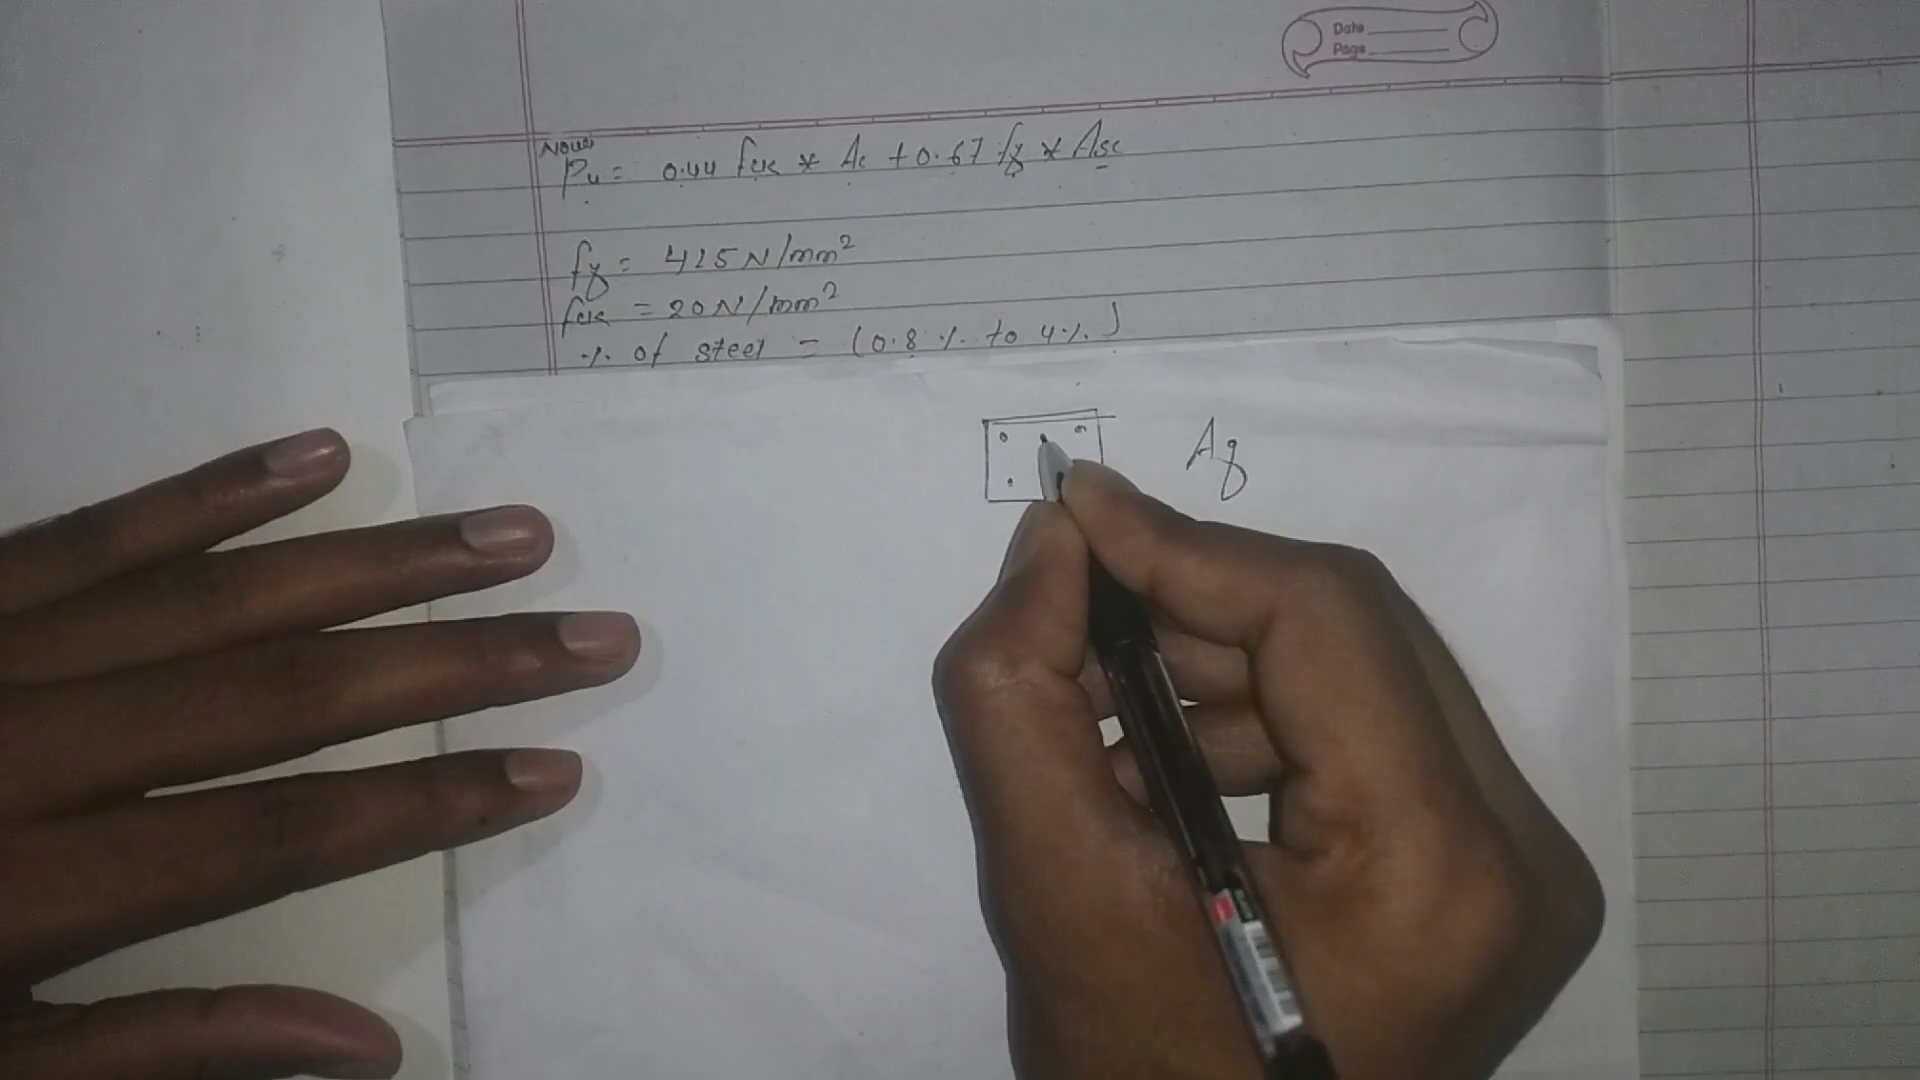 Date
Page
Now
Pu = 0.44 fck * Ac + 0.67 fy * Asc
fy = 415 N/mm²
fck = 20 N/mm²
% of steel = (0.8 % to 4 %)
Ag